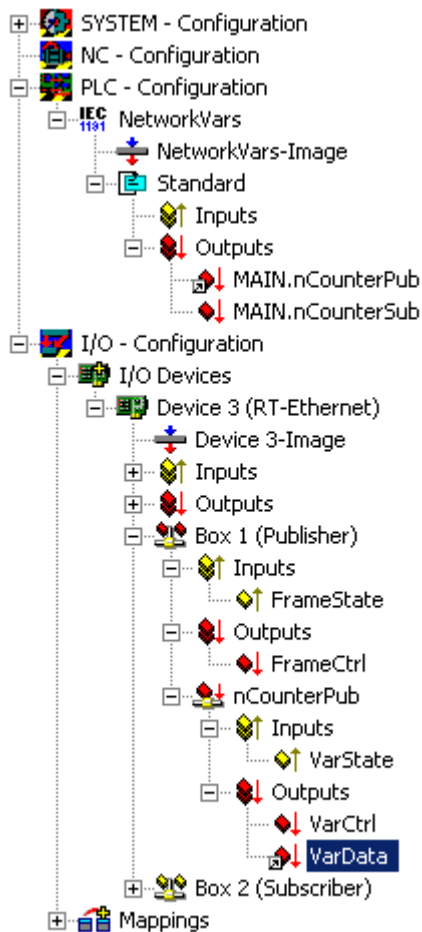 SYSTEM - Configuration
NC - Configuration
PLC - Configuration
IEC 1131 NetworkVars
NetworkVars-Image
Standard
Inputs
Outputs
MAIN.nCounterPub
MAIN.nCounterSub
I/O - Configuration
I/O Devices
Device 3 (RT-Ethernet)
Device 3-Image
Inputs
Outputs
Box 1 (Publisher)
Inputs
FrameState
Outputs
FrameCtrl
nCounterPub
Inputs
VarState
Outputs
VarCtrl
VarData
Box 2 (Subscriber)
Mappings